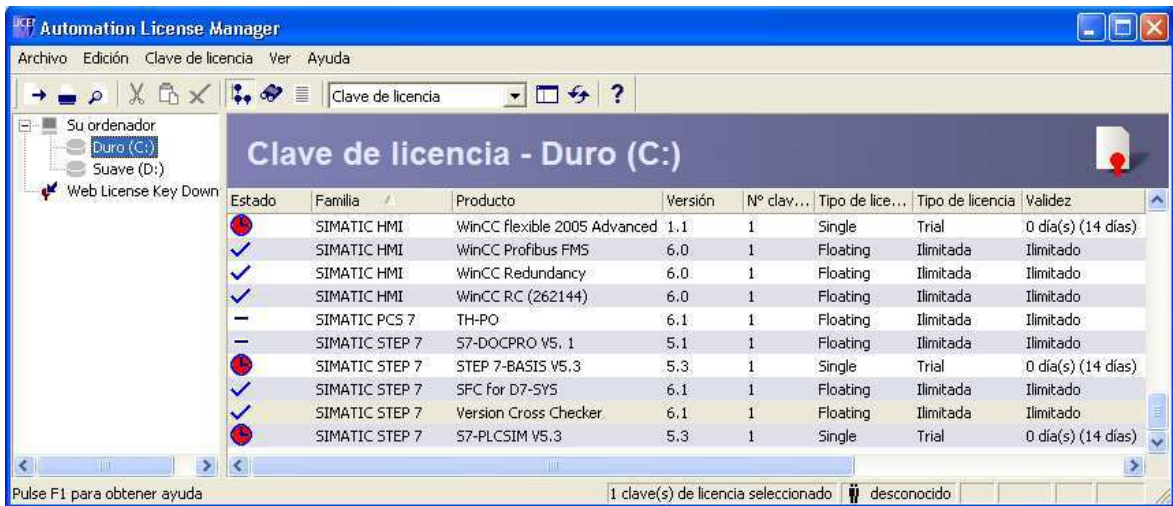 Automation License Manager
Archivo Edición Clave de licencia Ver Ayuda
Clave de licencia
Su ordenador
Duro (C:)
Suave (D:)
Web License Key Down
Clave de licencia - Duro (C:)
Estado Familia Producto Versión Nº clav... Tipo de lice... Tipo de licencia Validez
SIMATIC HMI WinCC flexible 2005 Advanced 1.1 1 Single Trial 0 día(s) (14 días)
SIMATIC HMI WinCC Profibus FMS 6.0 1 Floating Ilimitada Ilimitado
SIMATIC HMI WinCC Redundancy 6.0 1 Floating Ilimitada Ilimitado
SIMATIC HMI WinCC RC (262144) 6.0 1 Floating Ilimitada Ilimitado
SIMATIC PCS 7 TH-PO 6.1 1 Floating Ilimitada Ilimitado
SIMATIC STEP 7 S7-DOCPRO V5. 1 5.1 1 Floating Ilimitada Ilimitado
SIMATIC STEP 7 STEP 7-BASIS V5.3 5.3 1 Single Trial 0 día(s) (14 días)
SIMATIC STEP 7 SFC for D7-SYS 6.1 1 Floating Ilimitada Ilimitado
SIMATIC STEP 7 Version Cross Checker 6.1 1 Floating Ilimitada Ilimitado
SIMATIC STEP 7 S7-PLCSIM V5.3 5.3 1 Single Trial 0 día(s) (14 días)
Pulse F1 para obtener ayuda 1 clave(s) de licencia seleccionado desconocido